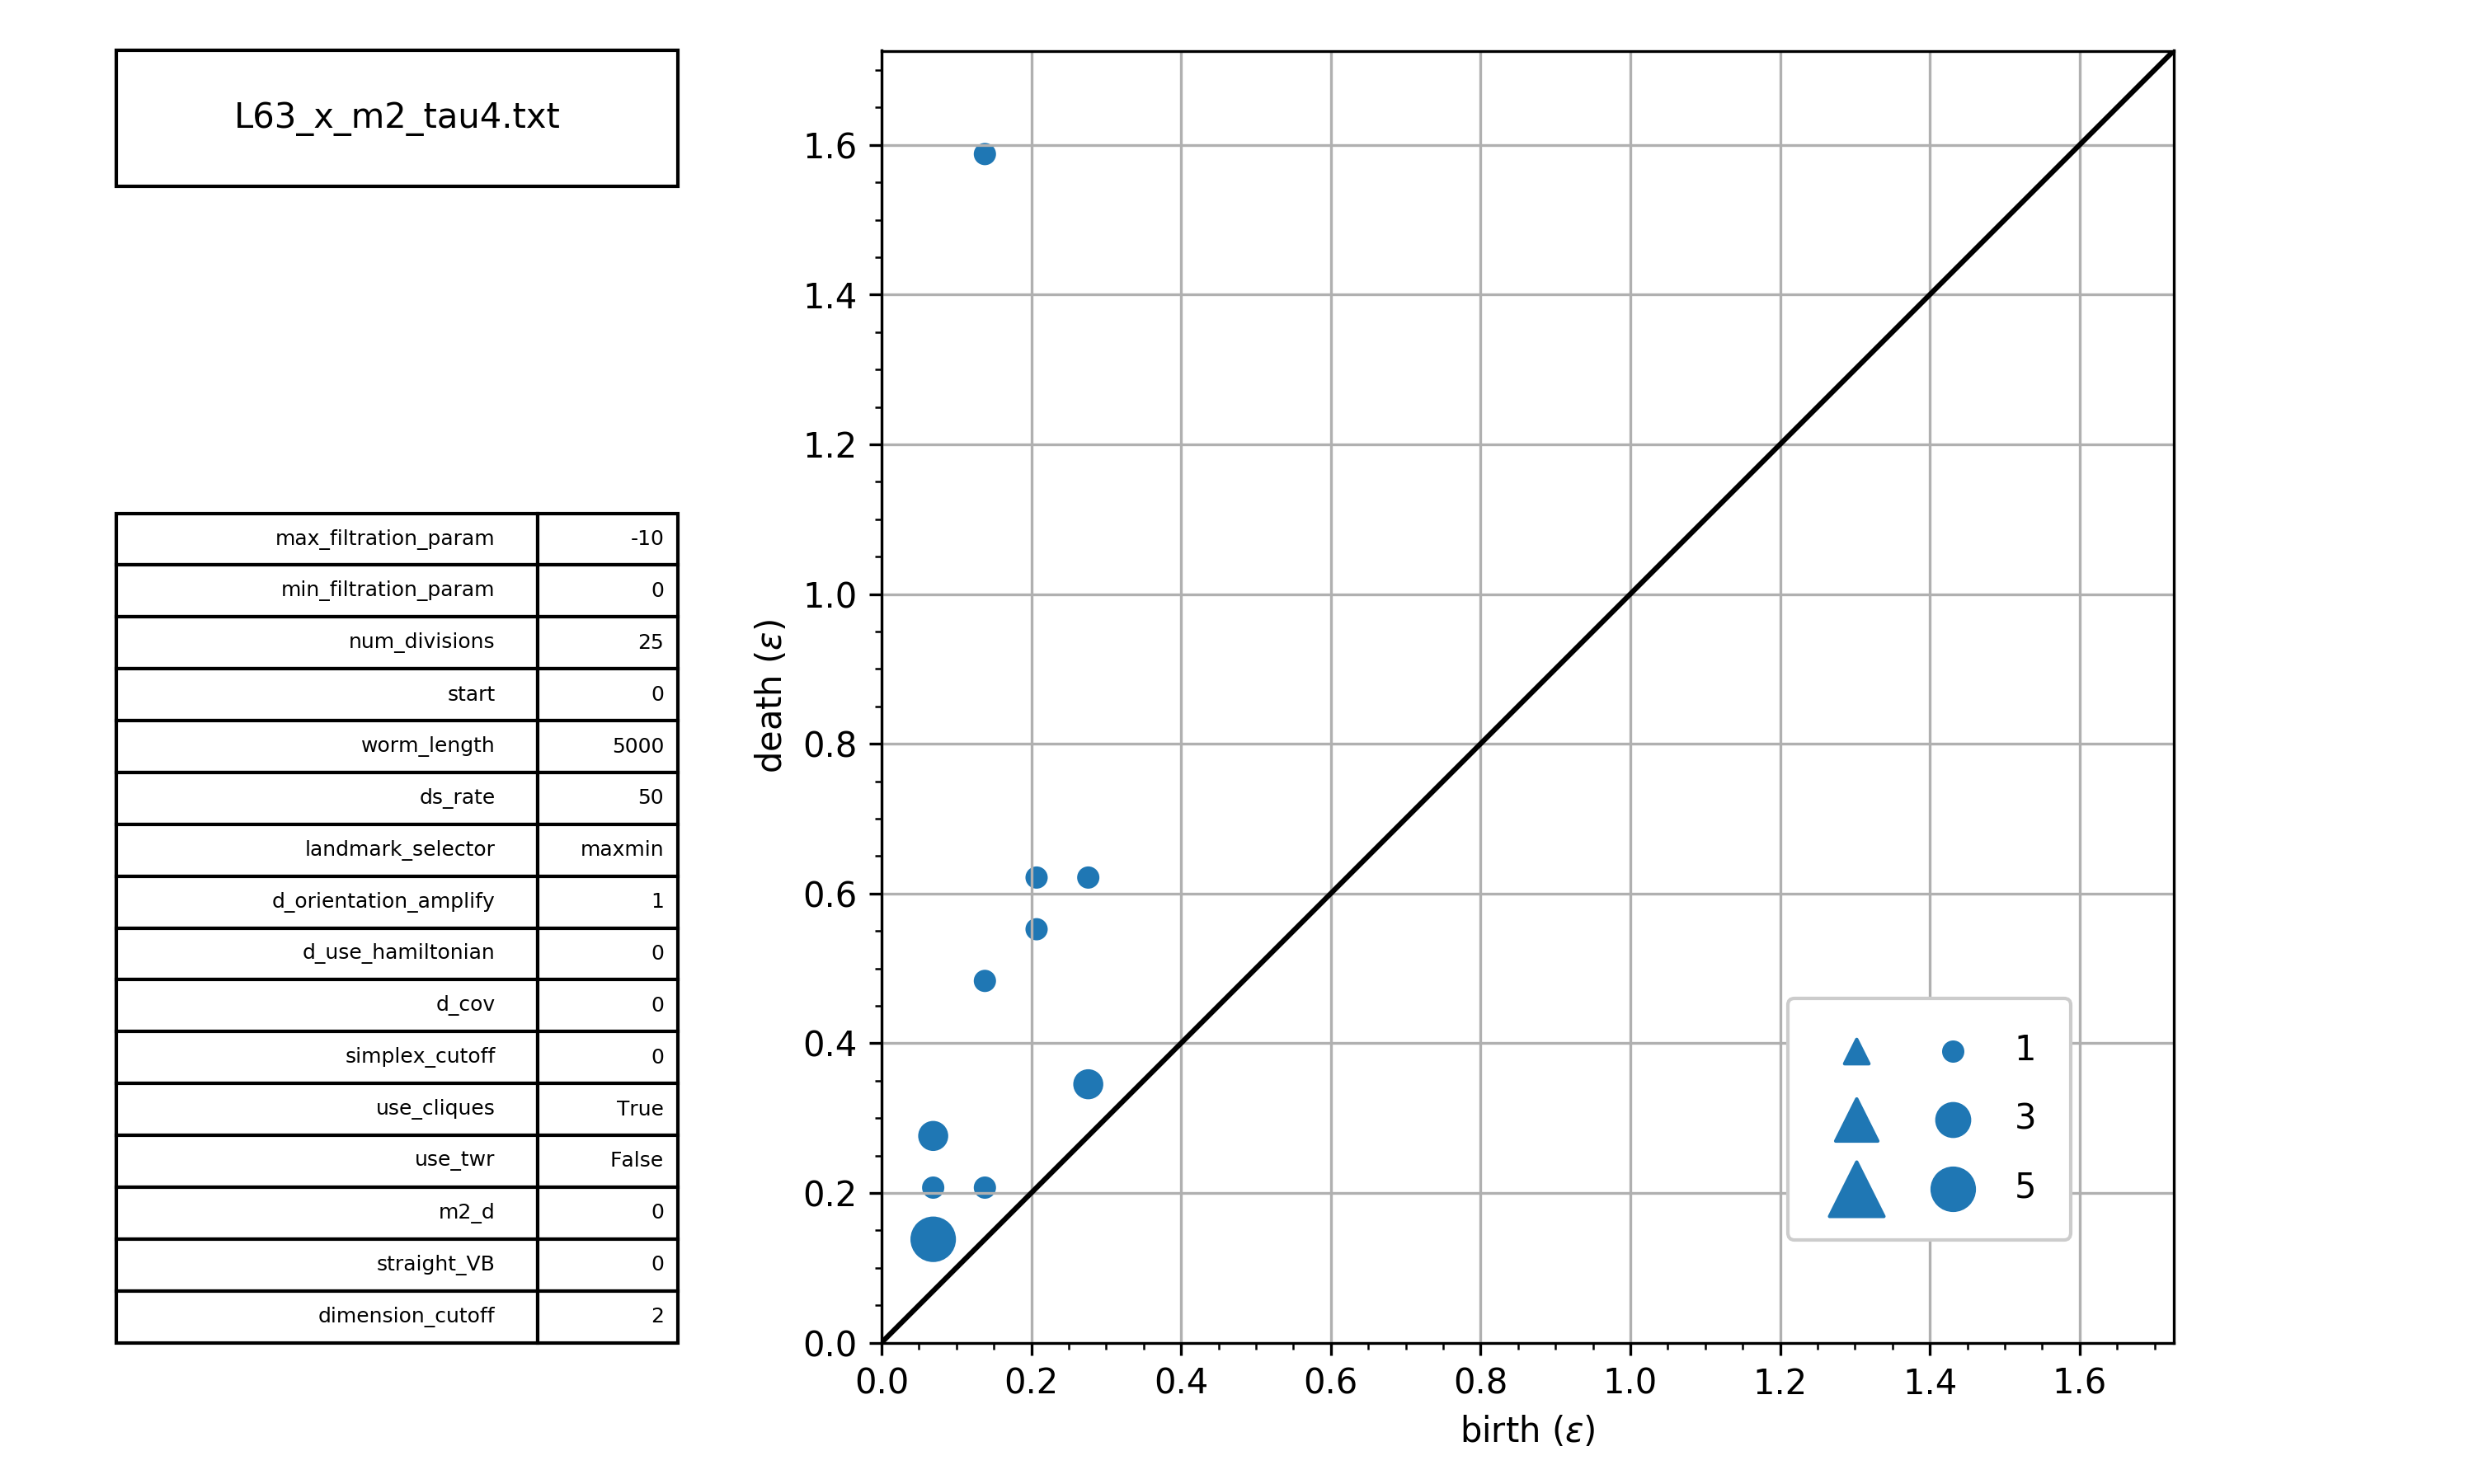 L63_x_m2_tau4.txt
max_filtration_param -10
min_filtration_param 0
num_divisions 25
start 0
worm_length 5000
ds_rate 50
landmark_selector maxmin
d_orientation_amplify 1
d_use_hamiltonian 0
d_cov 0
simplex_cutoff 0
use_cliques True
use_twr False
m2_d 0
straight_VB 0
dimension_cutoff 2
death (ε)
1.6
1.4
1.2
1.0
0.8
0.6
0.4
0.2
0.0
0.0 0.2 0.4 0.6 0.8 1.0 1.2 1.4 1.6
birth (ε)
1
3
5